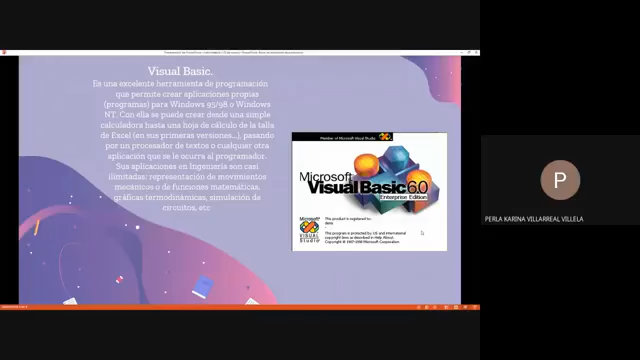 Visual Basic.
Es una excelente herramienta de programación
que permite crear aplicaciones propias
(programas) para Windows 95/98 o Windows
NT. Con ella se puede crear desde una simple
calculadora hasta una hoja de cálculo de la talla
de Excel (en sus primeras versiones...), pasando
por un procesador de textos o cualquier otra
aplicación que se le ocurra al programador.
Sus aplicaciones en Ingeniería son casi
ilimitadas: representación de movimientos
mecánicos o de funciones matemáticas,
gráficas termodinámicas, simulación de
circuitos, etc
Member of Microsoft Visual Studio
Microsoft
Visual Basic 6.0
Enterprise Edition
Microsoft
VISUAL
Studio
This product is registered to:
This program is protected by US and international
copyright laws as described in Help About.
Copyright © 1987-1998 Microsoft Corporation
P
PERLA KARINA VILLARREAL VILLELA